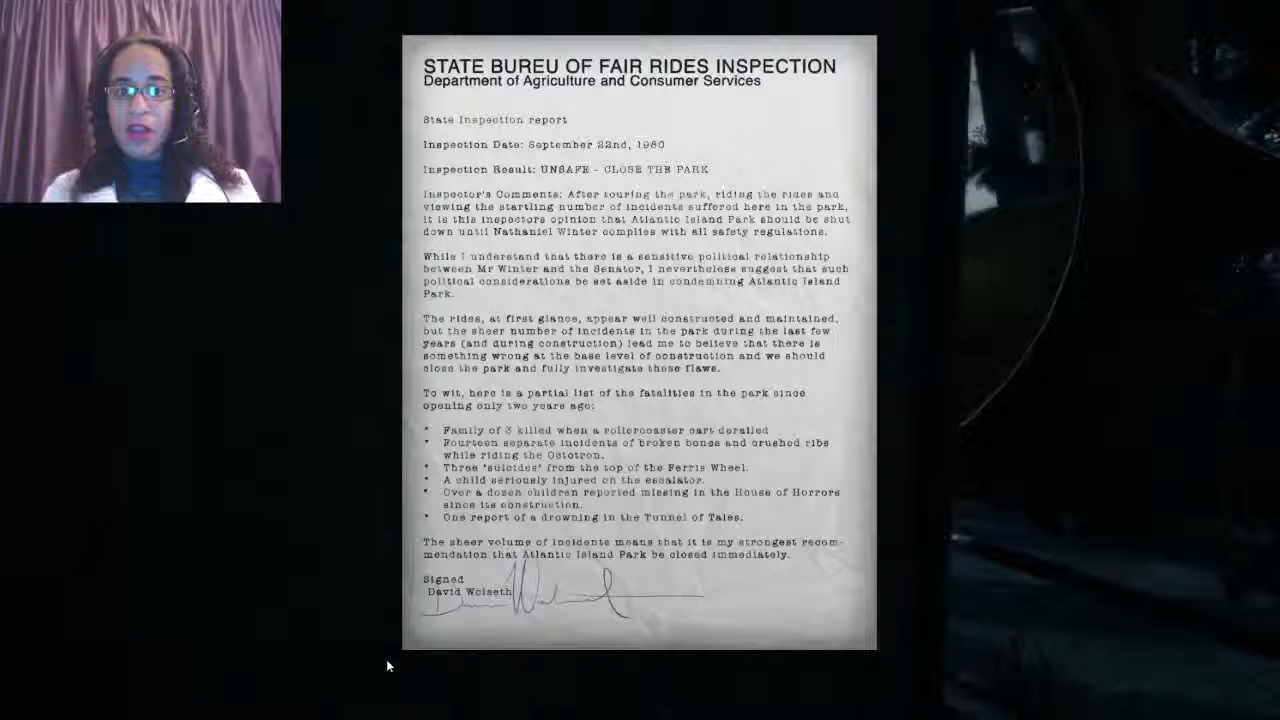 STATE BUREU OF FAIR RIDES INSPECTION
Department of Agriculture and Consumer Services
State Inspection report
Inspection Date: September 22nd, 1980
Inspection Result: UNSAFE - CLOSE THE PARK
Inspector's Comments: After touring the park, riding the rides and
viewing the startling number of incidents suffered here in the park,
it is this inspectors opinion that Atlantic Island Park should be shut
down until Nathaniel Winter complies with all safety regulations.
While I understand that there is a sensitive political relationship
between Mr Winter and the Senator, I nevertheless suggest that such
political considerations be set aside in condemning Atlantic Island
Park.
The rides, at first glance, appear well constructed and maintained,
but the sheer number of incidents in the park during the last few
years (and during construction) lead me to believe that there is
something wrong at the base level of construction and we should
close the park and fully investigate these flaws.
To wit, here is a partial list of the fatalities in the park since
opening only two years ago:
* Family of 3 killed when a rollercoaster cart derailed
* Fourteen separate incidents of broken bones and crushed ribs
while riding the Octotron.
* Three 'suicides' from the top of the Ferris Wheel.
* A child seriously injured on the escalator.
* Over a dozen children reported missing in the House of Horrors
since its construction.
* One report of a drowning in the Tunnel of Tales.
The sheer volume of incidents means that it is my strongest recom-
mendation that Atlantic Island Park be closed immediately.
Signed
David Wolseth